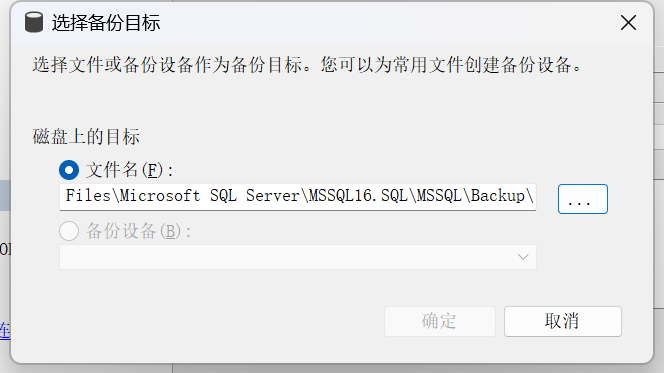 选择备份目标
选择文件或备份设备作为备份目标。您可以为常用文件创建备份设备。
磁盘上的目标
文件名(F):
Files\Microsoft SQL Server\MSSQL16.SQL\MSSQL\Backup\
...
备份设备(B):
确定
取消
连